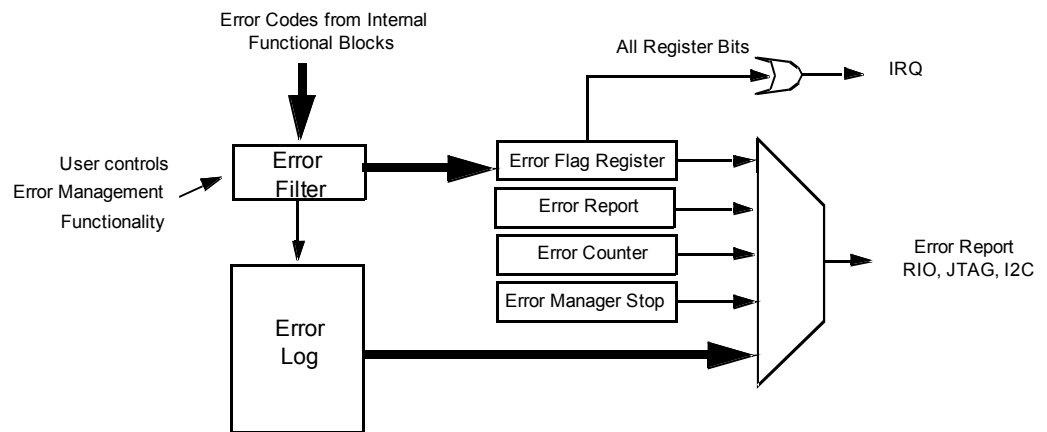 Error Codes from Internal
Functional Blocks
All Register Bits
IRQ
User controls
Error Management
Functionality
Error
Filter
Error Flag Register
Error Report
Error Counter
Error Manager Stop
Error Report
RIO, JTAG, I2C
Error
Log